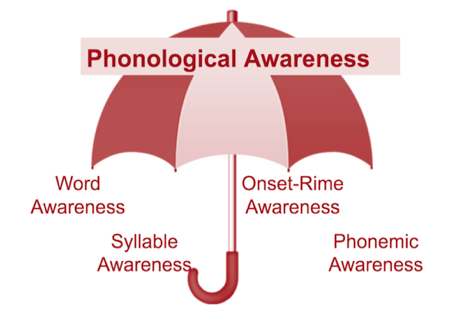 Phonological Awareness
Word
Awareness
Onset-Rime
Awareness
Syllable
Awareness
Phonemic
Awareness